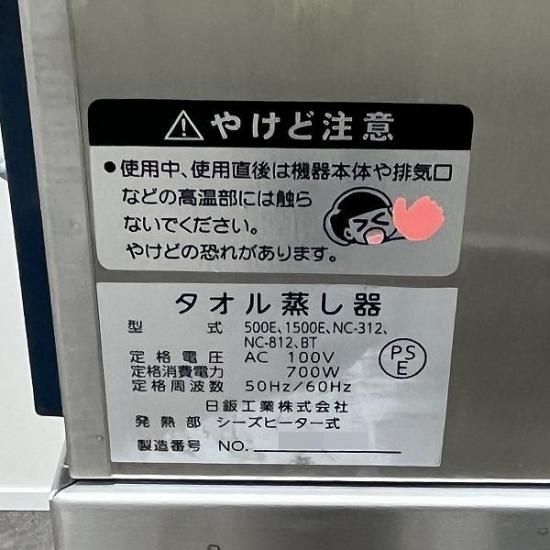 ⚠やけど注意
●使用中、使用直後は機器本体や排気口
などの高温部には触ら
ないでください。
やけどの恐れがあります。
タオル蒸し器
型 式 500E、1500E、NC-312、
NC-812、BT
定格電圧 AC 100V
定格消費電力 700W
定格周波数 50Hz/60Hz
PS
E
日鈑工業株式会社
発熱部 シーズヒーター式
製造番号 NO.